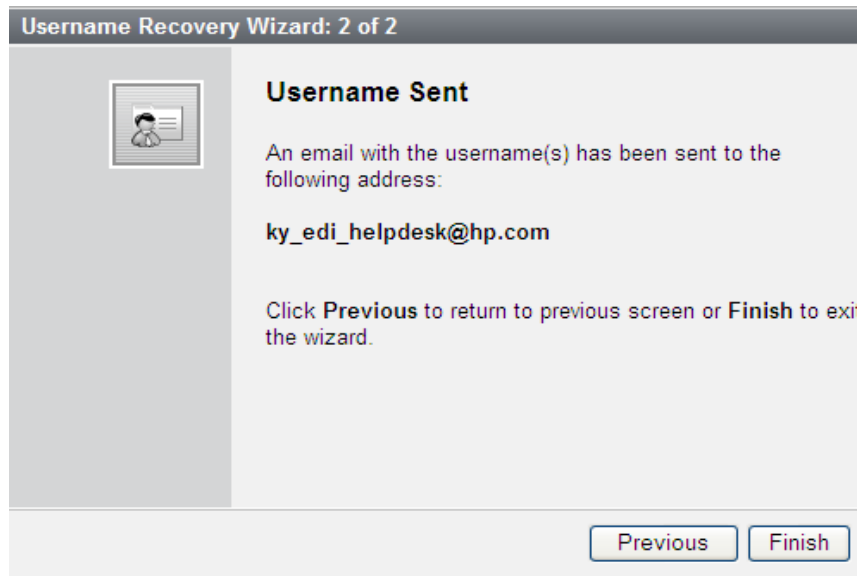 Username Recovery Wizard: 2 of 2
Username Sent
An email with the username(s) has been sent to the
following address:
ky_edi_helpdesk@hp.com
Click Previous to return to previous screen or Finish to exit
the wizard.
Previous
Finish